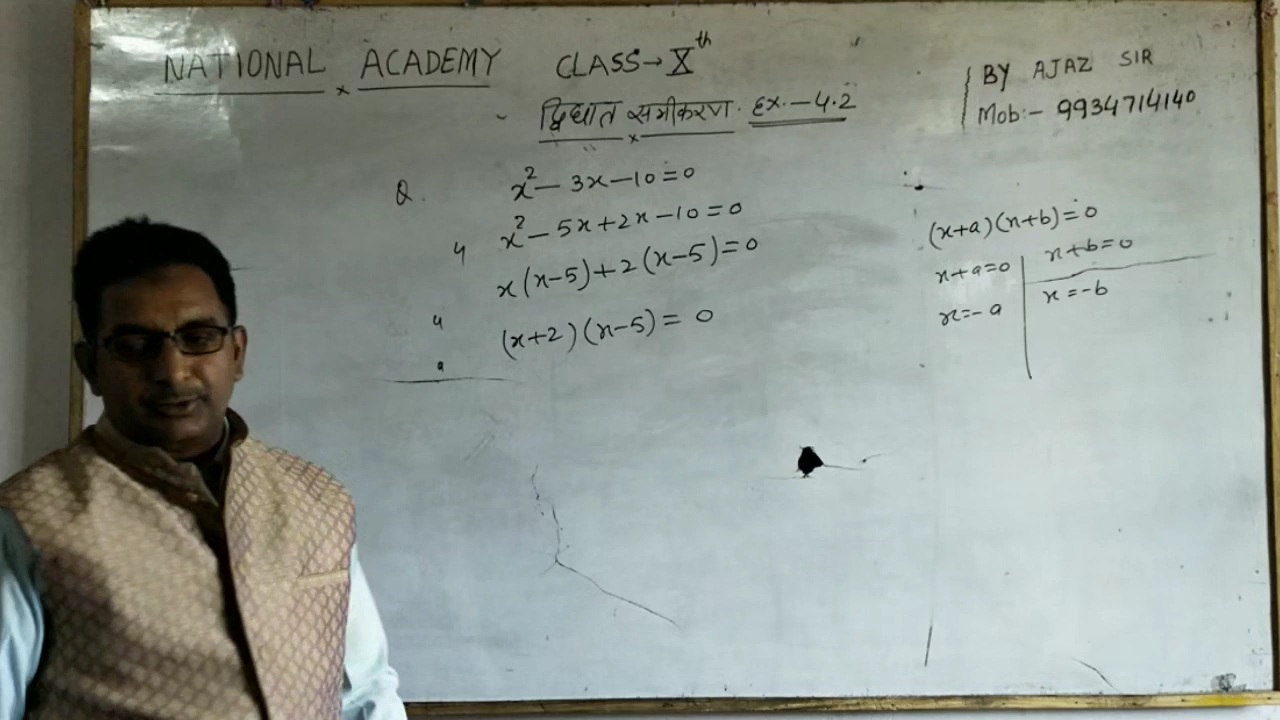 NATIONAL ACADEMY CLASS→Xth
{ BY AJAZ SIR
Mob:- 9934714140
द्विघात समीकरण. Ex.-4.2
Q. x²-3x-10=0
x²-5x+2x-10=0
x(x-5)+2(x-5)=0
(x+2)(x-5)=0
(x+a)(x+b)=0
x+a=0 | x+b=0
x=-a | x=-b